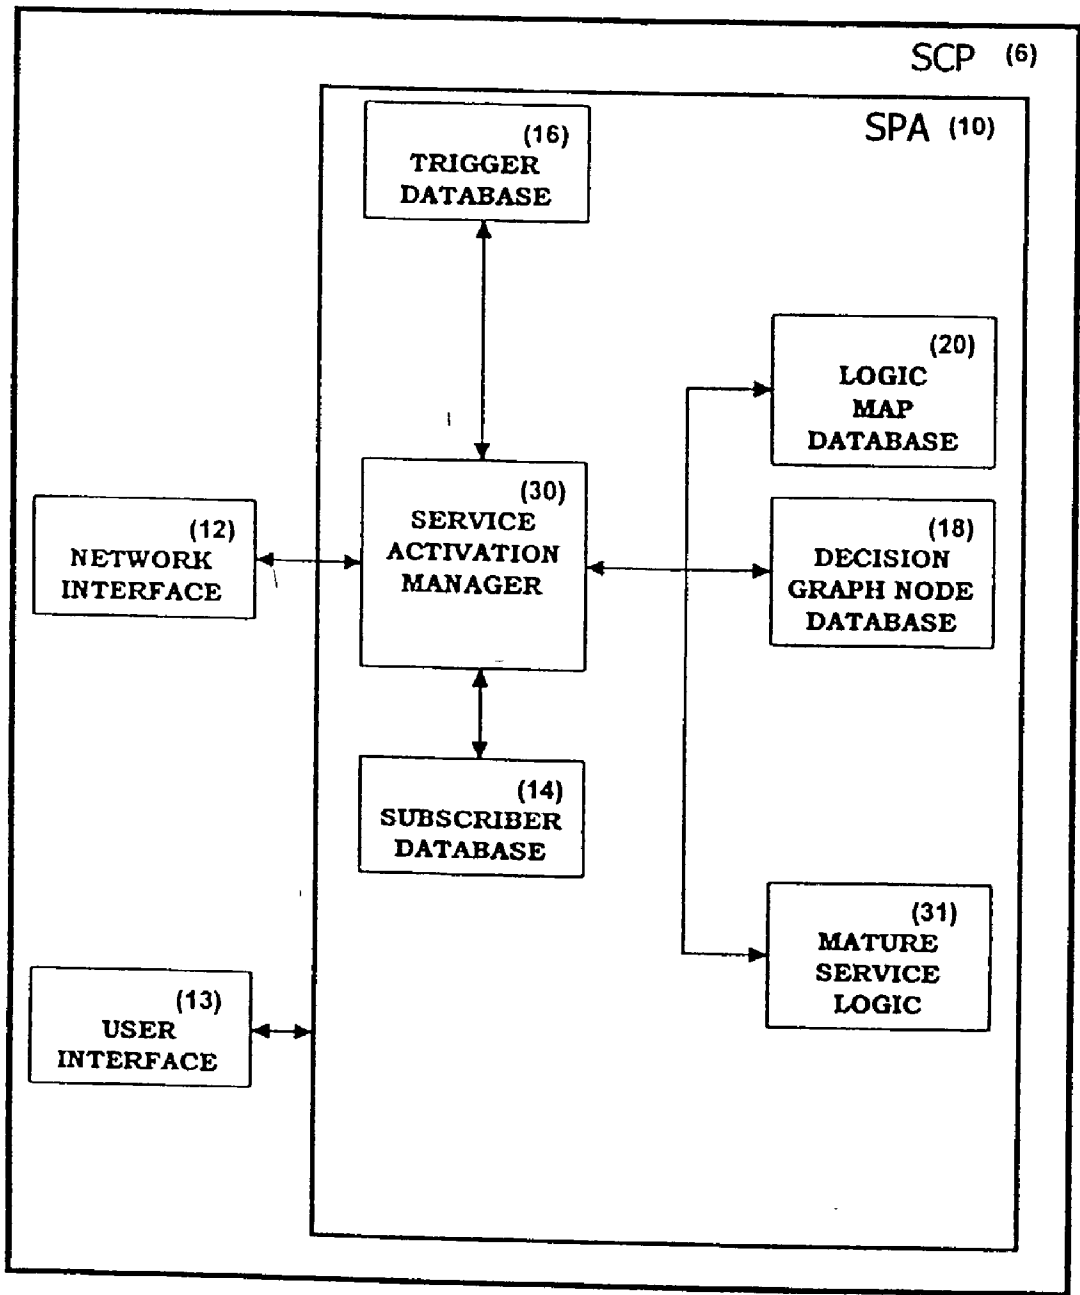 SCP (6)
SPA (10)
(16)
TRIGGER
DATABASE
(20)
LOGIC
MAP
DATABASE
(30)
SERVICE
ACTIVATION
MANAGER
(12)
NETWORK
INTERFACE
(18)
DECISION
GRAPH NODE
DATABASE
(14)
SUBSCRIBER
DATABASE
(31)
MATURE
SERVICE
LOGIC
(13)
USER
INTERFACE